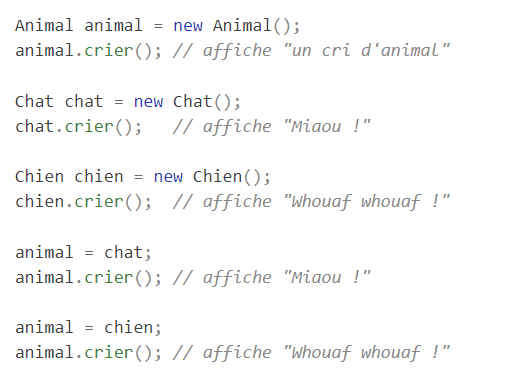 Animal animal = new Animal();
animal.crier(); // affiche "un cri d'animal"
Chat chat = new Chat();
chat.crier();   // affiche "Miaou !"
Chien chien = new Chien();
chien.crier();  // affiche "Whouaf whouaf !"
animal = chat;
animal.crier(); // affiche "Miaou !"
animal = chien;
animal.crier(); // affiche "Whouaf whouaf !"